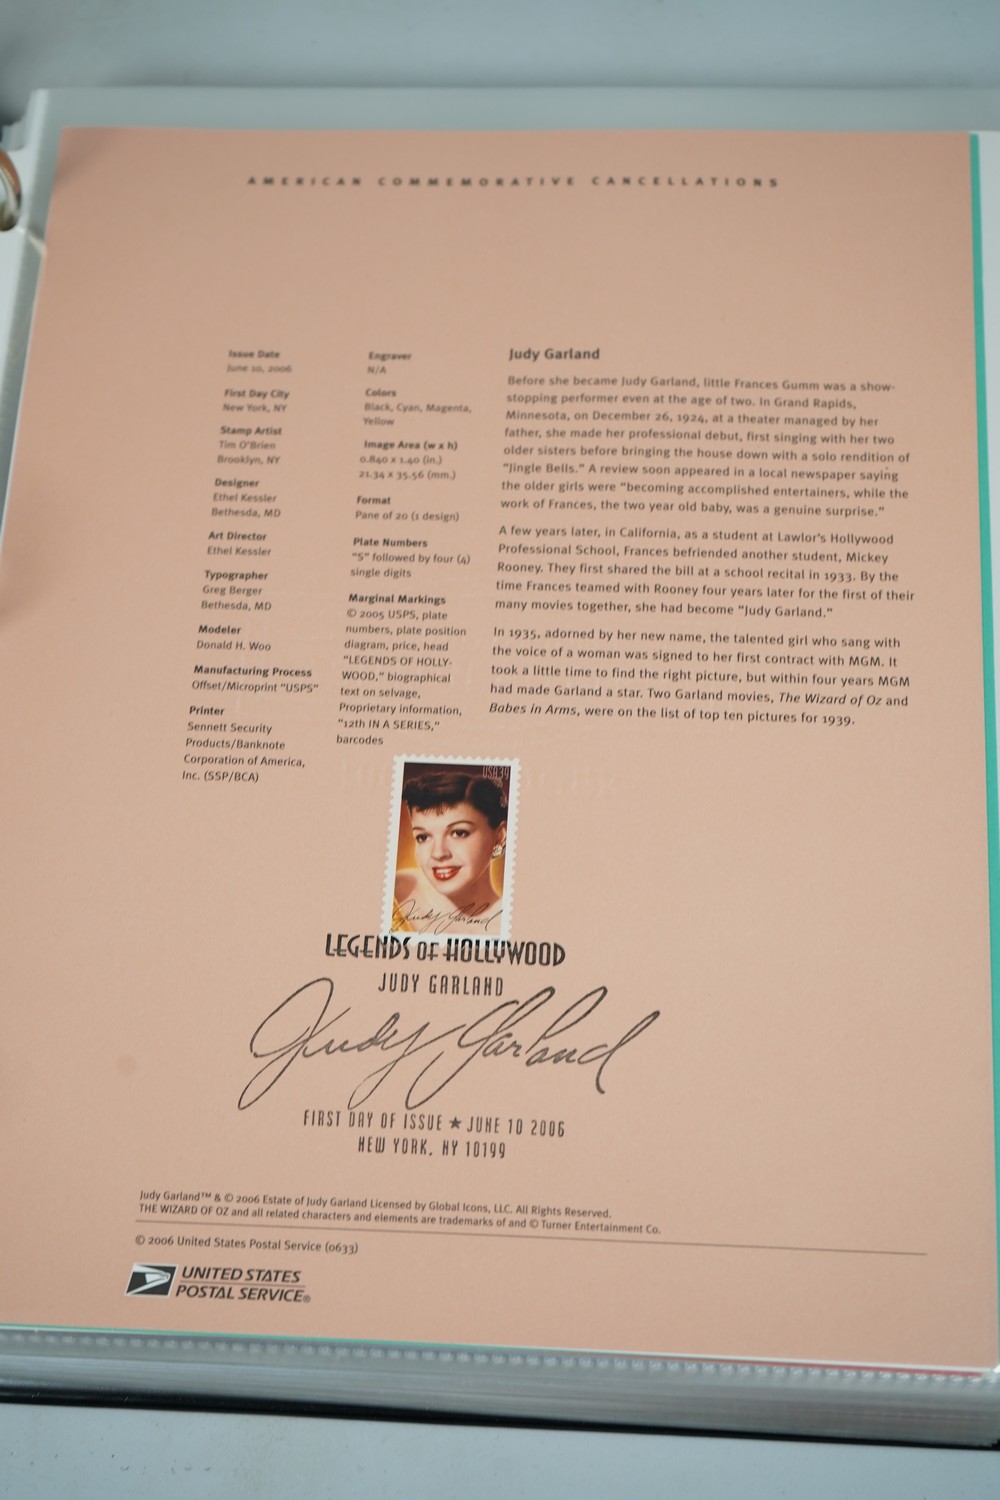 AMERICAN COMMEMORATIVE CANCELLATIONS
Issue Date
June 10, 2006
First Day City
New York, NY
Stamp Artist
Tim O'Brien
Brooklyn, NY
Designer
Ethel Kessler
Bethesda, MD
Art Director
Ethel Kessler
Typographer
Greg Berger
Bethesda, MD
Modeler
Donald H. Woo
Manufacturing Process
Offset/Microprint "USPS"
Printer
Sennett Security
Products/Banknote
Corporation of America,
Inc. (SSP/BCA)
Engraver
N/A
Colors
Black, Cyan, Magenta,
Yellow
Image Area (w x h)
0.840 x 1.40 (in.)
21.34 x 35.56 (mm.)
Format
Pane of 20 (1 design)
Plate Numbers
"S" followed by four (4)
single digits
Marginal Markings
© 2005 USPS, plate
numbers, plate position
diagram, price, head
"LEGENDS OF HOLLY-
WOOD," biographical
text on selvage,
Proprietary information,
"12th IN A SERIES,"
barcodes
Judy Garland
Before she became Judy Garland, little Frances Gumm was a show-
stopping performer even at the age of two. In Grand Rapids,
Minnesota, on December 26, 1924, at a theater managed by her
father, she made her professional debut, first singing with her two
older sisters before bringing the house down with a solo rendition of
"Jingle Bells." A review soon appeared in a local newspaper saying
the older girls were "becoming accomplished entertainers, while the
work of Frances, the two year old baby, was a genuine surprise."
A few years later, in California, as a student at Lawlor's Hollywood
Professional School, Frances befriended another student, Mickey
Rooney. They first shared the bill at a school recital in 1933. By the
time Frances teamed with Rooney four years later for the first of their
many movies together, she had become "Judy Garland."
In 1935, adorned by her new name, the talented girl who sang with
the voice of a woman was signed to her first contract with MGM. It
took a little time to find the right picture, but within four years MGM
had made Garland a star. Two Garland movies, The Wizard of Oz and
Babes in Arms, were on the list of top ten pictures for 1939.
USA 39
Judy Garland
LEGENDS OF HOLLYWOOD
JUDY GARLAND
Judy Garland
FIRST DAY OF ISSUE ★ JUNE 10 2006
NEW YORK, NY 10199
Judy Garland™ & © 2006 Estate of Judy Garland Licensed by Global Icons, LLC. All Rights Reserved.
THE WIZARD OF OZ and all related characters and elements are trademarks of and © Turner Entertainment Co.
© 2006 United States Postal Service (0633)
UNITED STATES
POSTAL SERVICE®